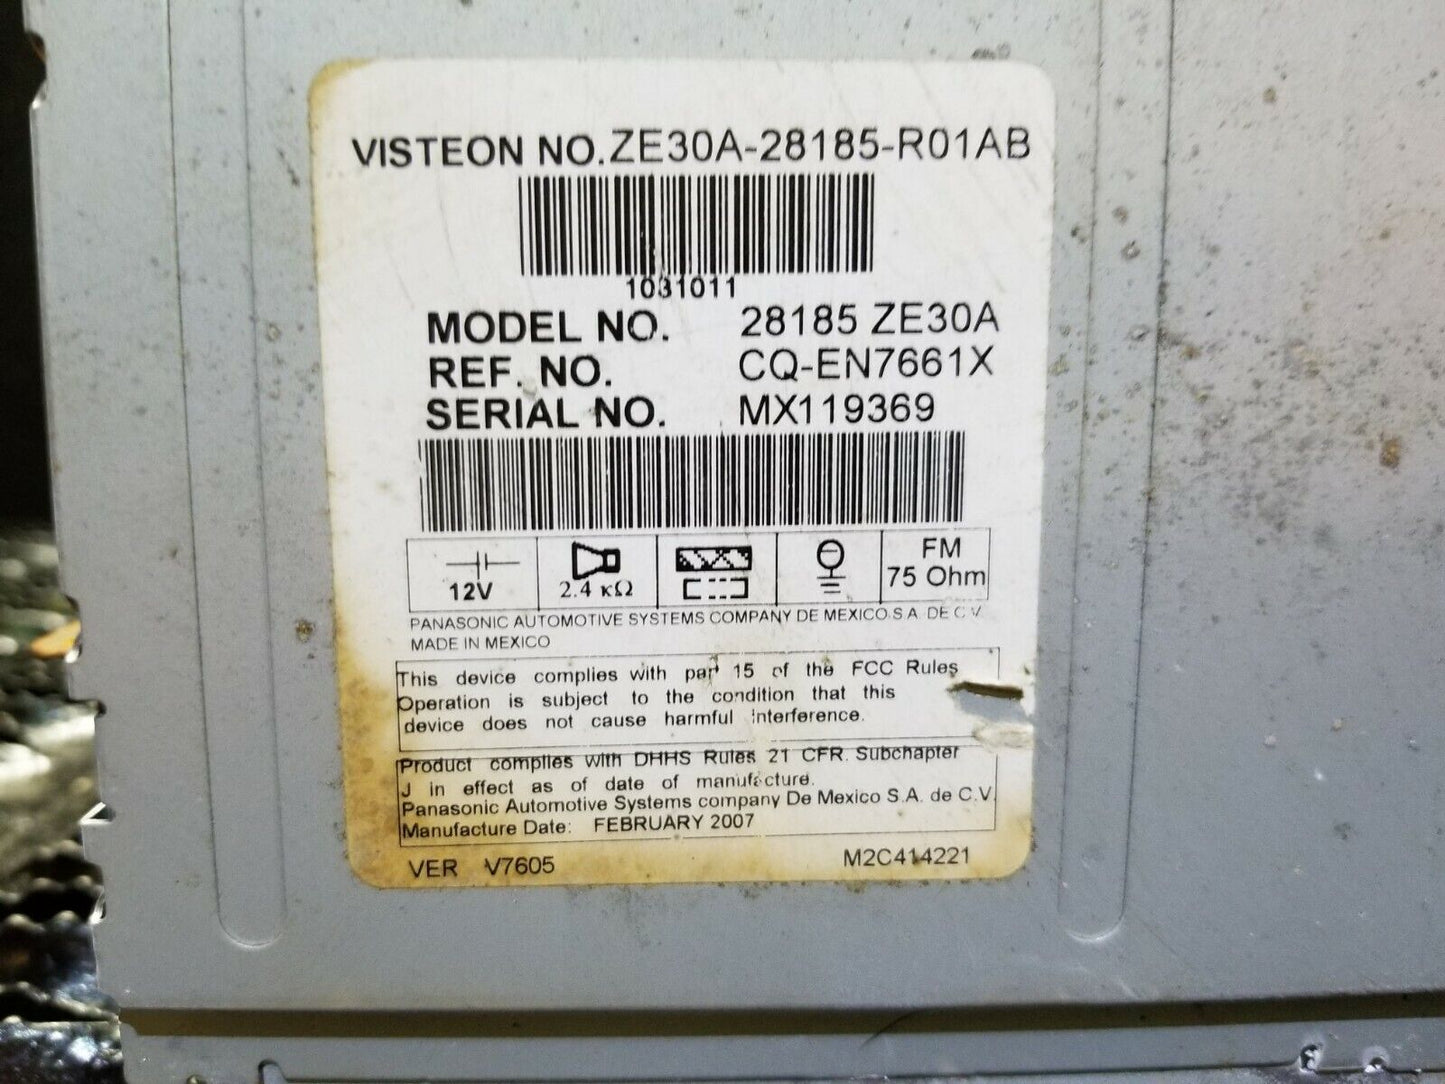 VISTEON NO.ZE30A-28185-R01AB
1031011
MODEL NO. 28185 ZE30A
REF. NO. CQ-EN7661X
SERIAL NO. MX119369
12V 2.4 κΩ FM 75 Ohm
PANASONIC AUTOMOTIVE SYSTEMS COMPANY DE MEXICO.S.A. DE C.V.
MADE IN MEXICO
This device complies with part 15 of the FCC Rules
Operation is subject to the condition that this
device does not cause harmful interference.
Product complies with DHHS Rules 21 CFR. Subchapter
J in effect as of date of manufacture.
Panasonic Automotive Systems company De Mexico S.A. de C.V.
Manufacture Date: FEBRUARY 2007
VER V7605 M2C414221